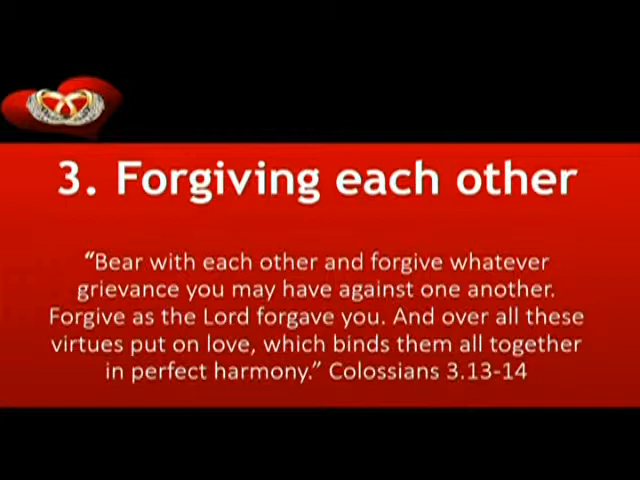 3. Forgiving each other
“Bear with each other and forgive whatever
grievance you may have against one another.
Forgive as the Lord forgave you. And over all these
virtues put on love, which binds them all together
in perfect harmony.” Colossians 3.13-14